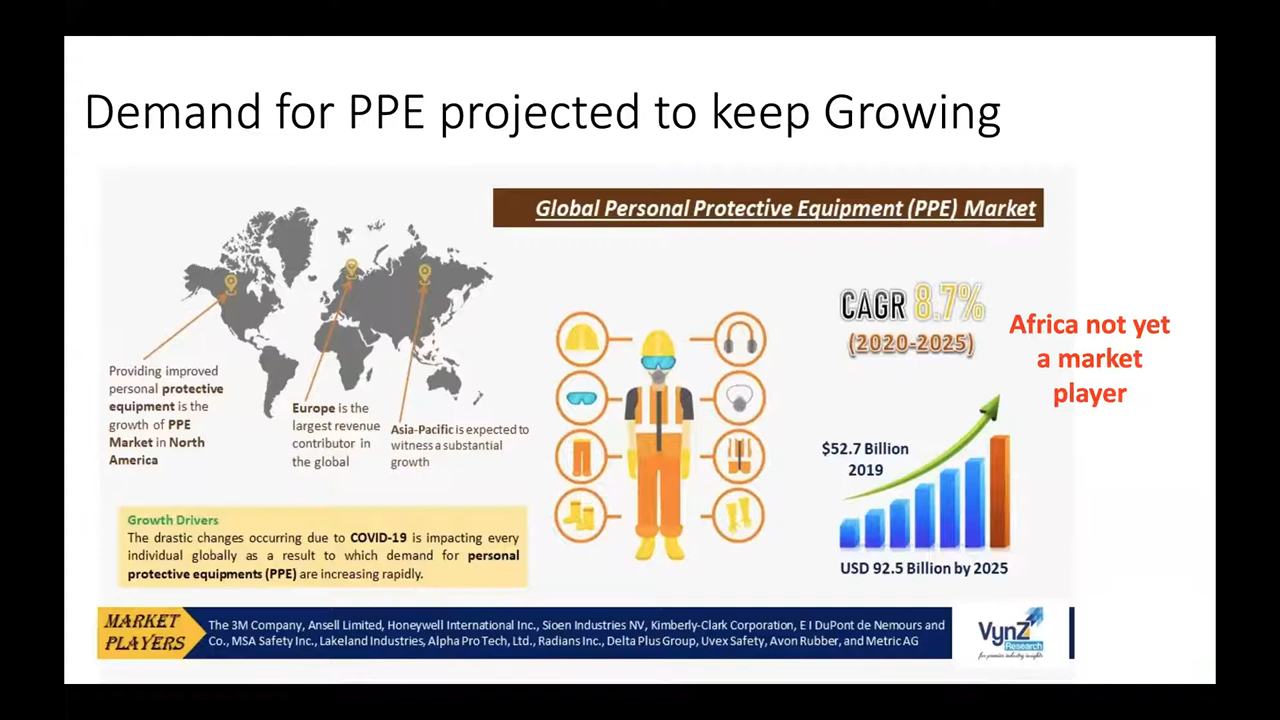 Demand for PPE projected to keep Growing
Global Personal Protective Equipment (PPE) Market
Providing improved
personal protective
equipment is the
growth of PPE
Market in North
America
Europe is the
largest revenue
contributor in
the global
Asia-Pacific is expected to
witness a substantial
growth
CAGR 8.7%
(2020-2025)
Africa not yet
a market
player
$52.7 Billion
2019
USD 92.5 Billion by 2025
Growth Drivers
The drastic changes occurring due to COVID-19 is impacting every
individual globally as a result to which demand for personal
protective equipments (PPE) are increasing rapidly.
MARKET
PLAYERS
The 3M Company, Ansell Limited, Honeywell International Inc., Sioen Industries NV, Kimberly-Clark Corporation, E I DuPont de Nemours and
Co., MSA Safety Inc., Lakeland Industries, Alpha Pro Tech, Ltd., Radians Inc., Delta Plus Group, Uvex Safety, Avon Rubber, and Metric AG
VynZ
Research
for premier industry insights